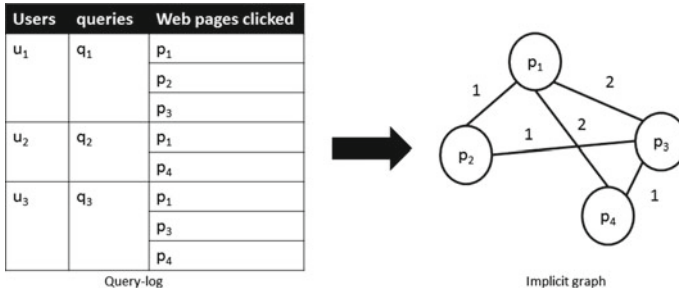 Users queries Web pages clicked
u₁ q₁ p₁
p₂
p₃
u₂ q₂ p₁
p₄
u₃ q₃ p₁
p₃
p₄
Query-log
p₁
1 2
p₂ 1 2 p₃
p₄ 1
Implicit graph